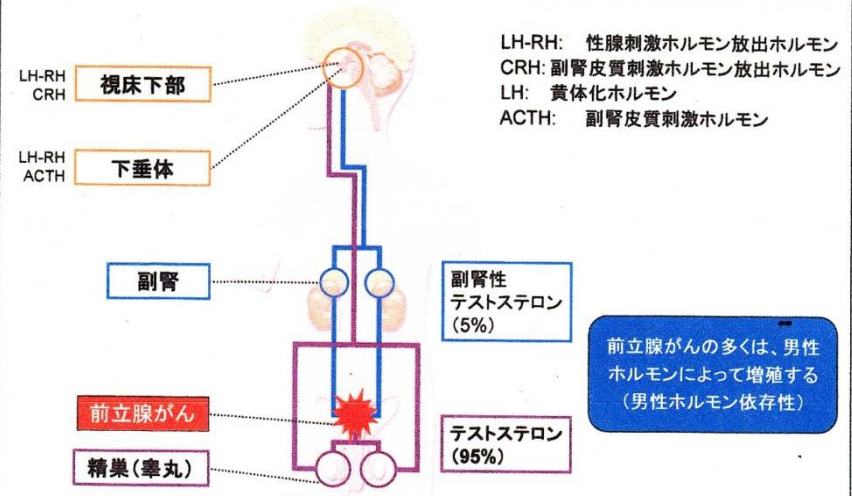 LH-RH: 性腺刺激ホルモン放出ホルモン
CRH: 副腎皮質刺激ホルモン放出ホルモン
LH: 黄体化ホルモン
ACTH: 副腎皮質刺激ホルモン
LH-RH
CRH
視床下部
LH-RH
ACTH
下垂体
副腎
副腎性
テストステロン
(5%)
前立腺がんの多くは、男性
ホルモンによって増殖する
(男性ホルモン依存性)
前立腺がん
テストステロン
(95%)
精巣(睾丸)